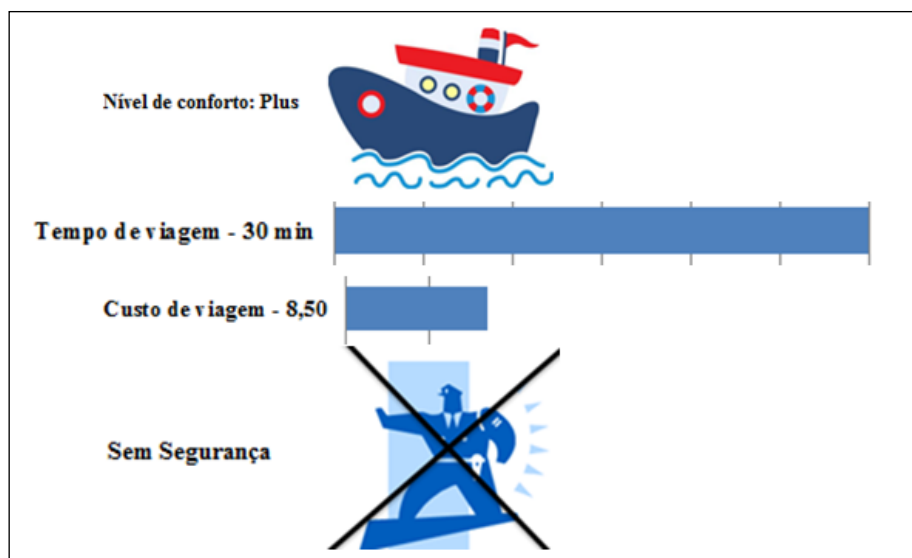 Nível de conforto: Plus
Tempo de viagem - 30 min
Custo de viagem - 8,50
Sem Segurança